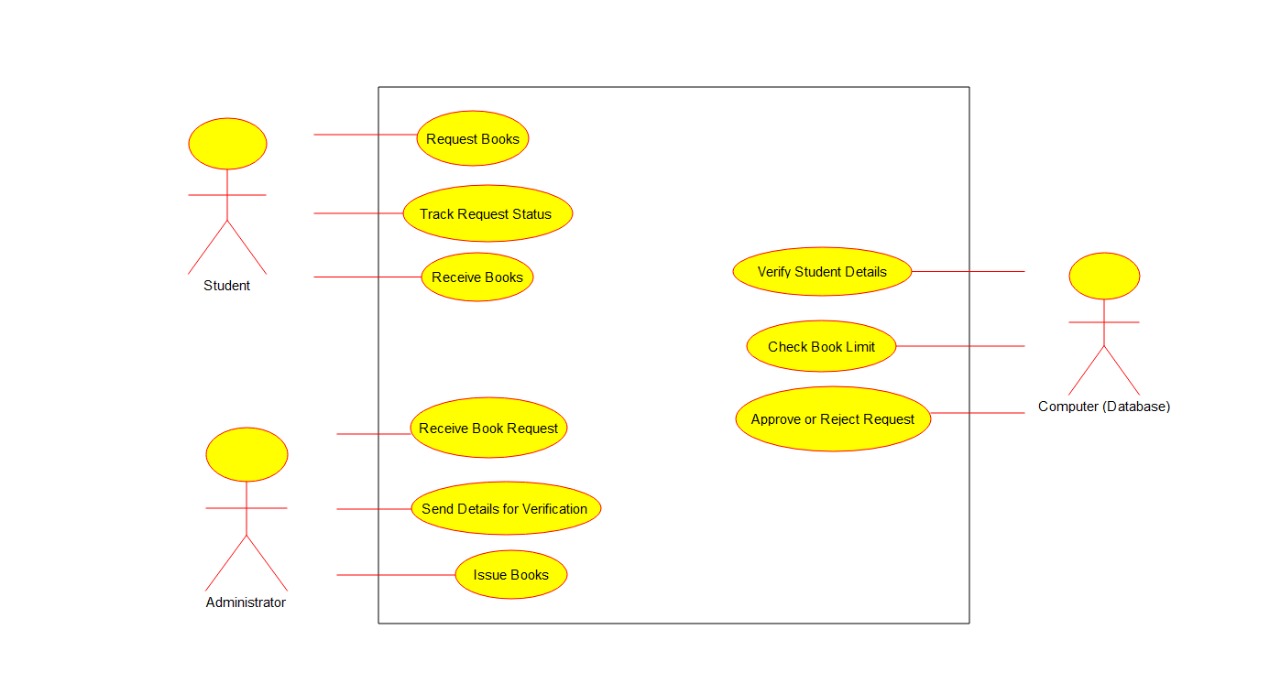 Request Books
Track Request Status
Receive Books
Student
Verify Student Details
Check Book Limit
Approve or Reject Request
Computer (Database)
Receive Book Request
Send Details for Verification
Issue Books
Administrator